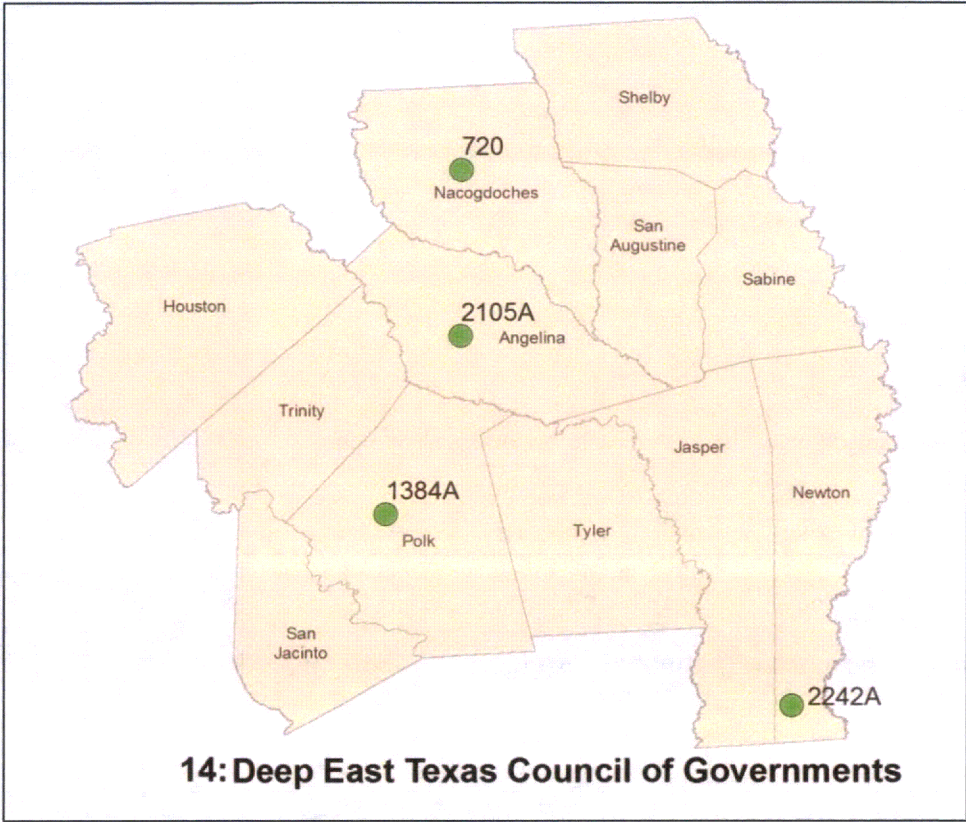 Shelby
720
Nacogdoches
San
Augustine
Sabine
Houston
2105A
Angelina
Trinity
Jasper
1384A
Polk
Newton
Tyler
San
Jacinto
2242A
14: Deep East Texas Council of Governments